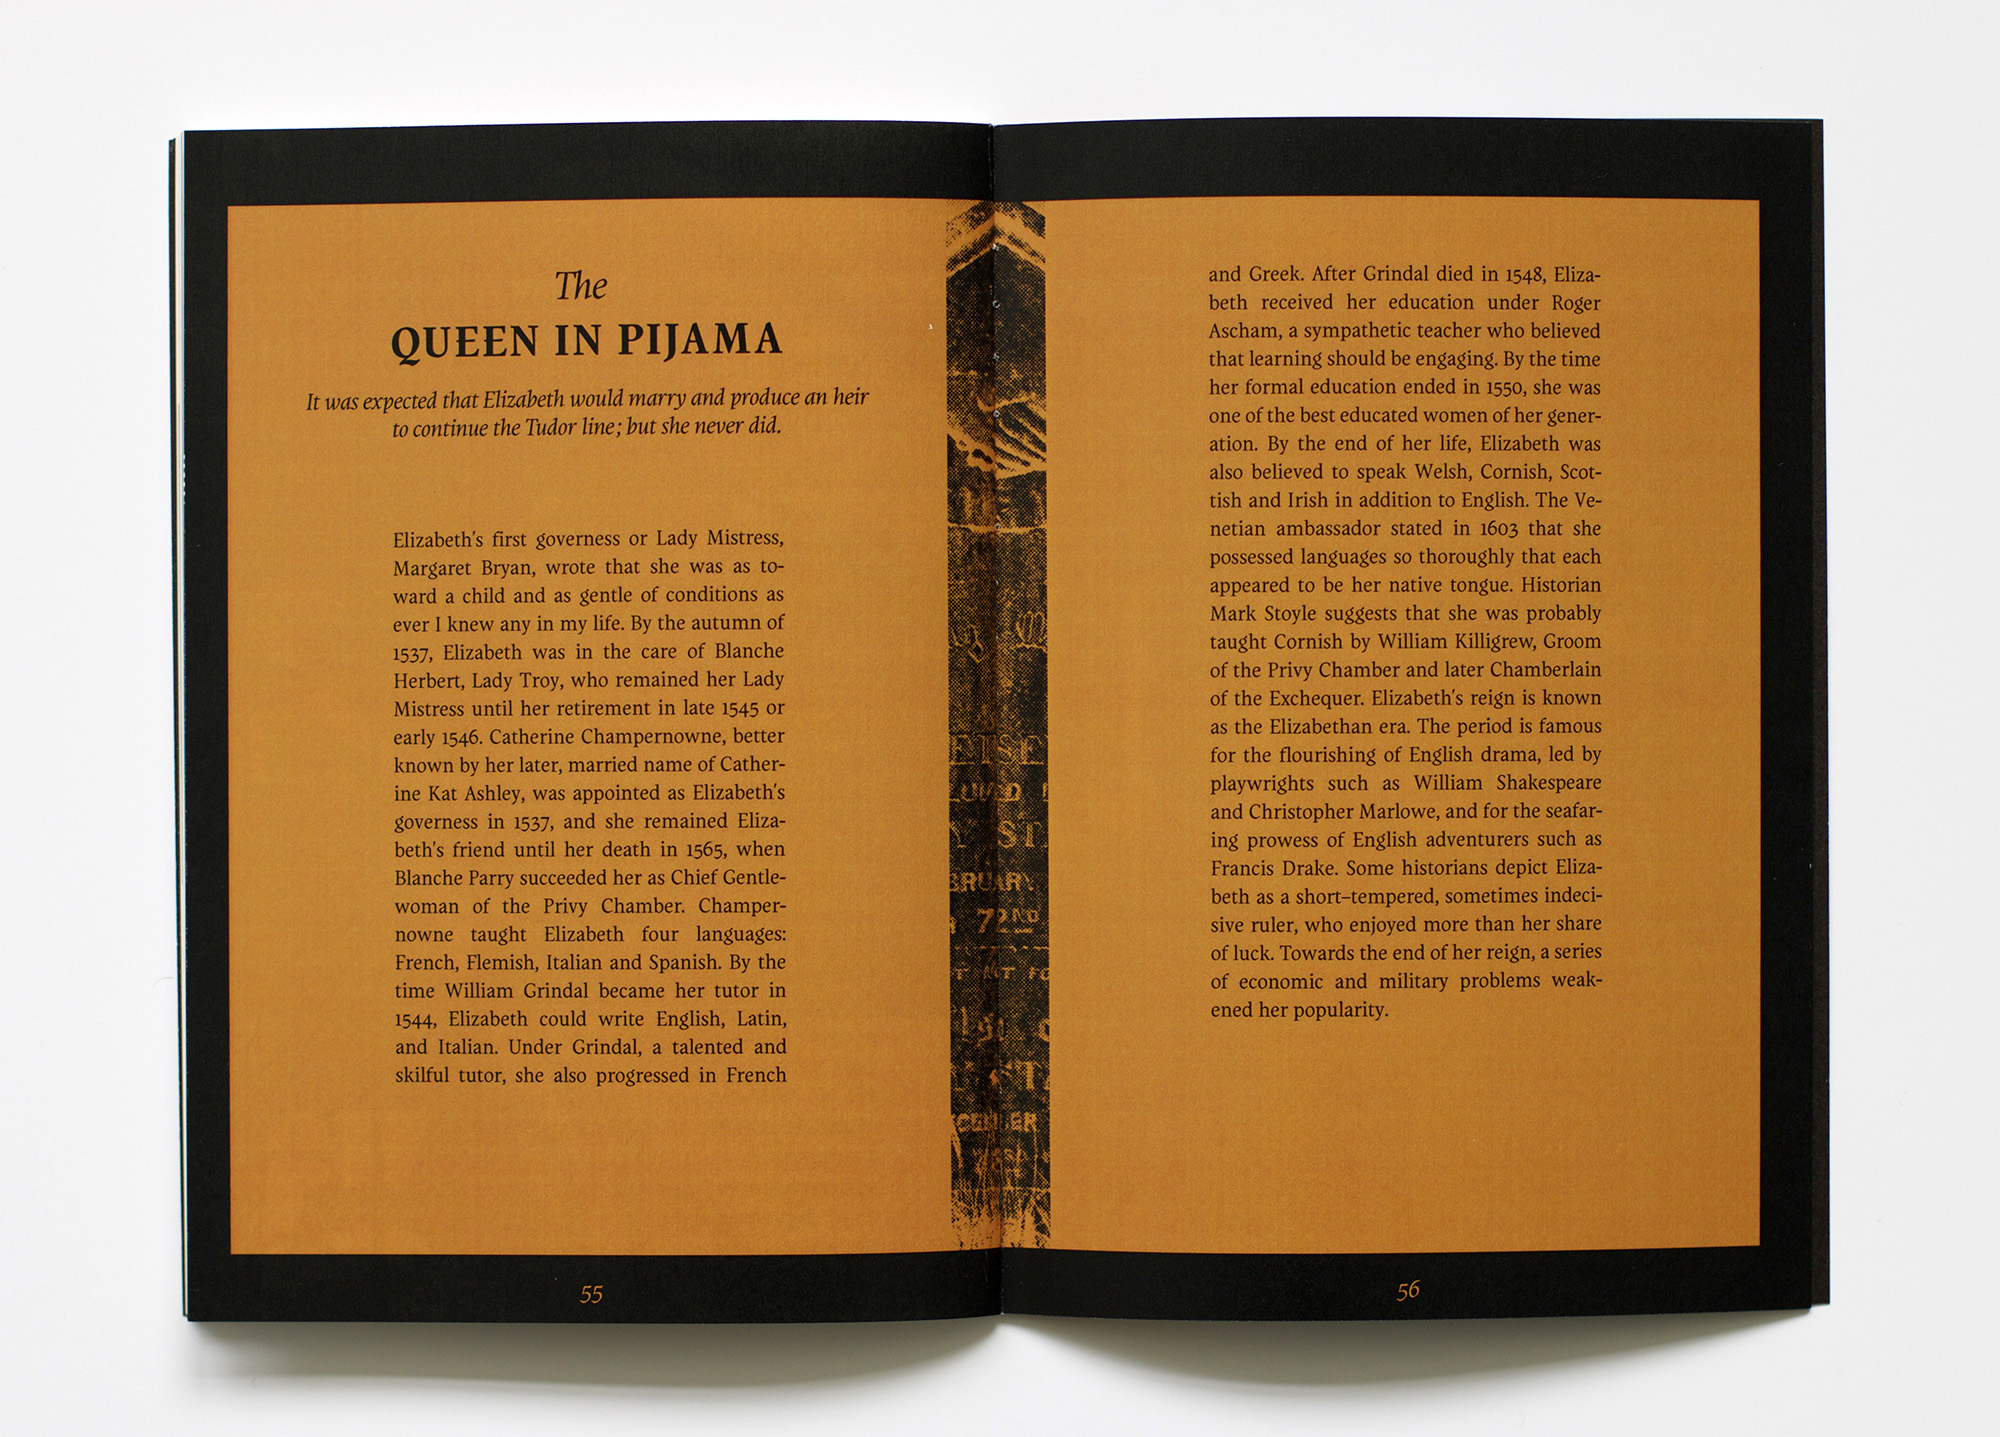 The
QUEEN IN PIJAMA
It was expected that Elizabeth would marry and produce an heir
to continue the Tudor line; but she never did.
Elizabeth's first governess or Lady Mistress,
Margaret Bryan, wrote that she was as to-
ward a child and as gentle of conditions as
ever I knew any in my life. By the autumn of
1537, Elizabeth was in the care of Blanche
Herbert, Lady Troy, who remained her Lady
Mistress until her retirement in late 1545 or
early 1546. Catherine Champernowne, better
known by her later, married name of Cather-
ine Kat Ashley, was appointed as Elizabeth's
governess in 1537, and she remained Eliza-
beth's friend until her death in 1565, when
Blanche Parry succeeded her as Chief Gentle-
woman of the Privy Chamber. Champer-
nowne taught Elizabeth four languages:
French, Flemish, Italian and Spanish. By the
time William Grindal became her tutor in
1544, Elizabeth could write English, Latin,
and Italian. Under Grindal, a talented and
skilful tutor, she also progressed in French
55
72ND
and Greek. After Grindal died in 1548, Eliza-
beth received her education under Roger
Ascham, a sympathetic teacher who believed
that learning should be engaging. By the time
her formal education ended in 1550, she was
one of the best educated women of her gener-
ation. By the end of her life, Elizabeth was
also believed to speak Welsh, Cornish, Scot-
tish and Irish in addition to English. The Ve-
netian ambassador stated in 1603 that she
possessed languages so thoroughly that each
appeared to be her native tongue. Historian
Mark Stoyle suggests that she was probably
taught Cornish by William Killigrew, Groom
of the Privy Chamber and later Chamberlain
of the Exchequer. Elizabeth's reign is known
as the Elizabethan era. The period is famous
for the flourishing of English drama, led by
playwrights such as William Shakespeare
and Christopher Marlowe, and for the seafar-
ing prowess of English adventurers such as
Francis Drake. Some historians depict Eliza-
beth as a short–tempered, sometimes indeci-
sive ruler, who enjoyed more than her share
of luck. Towards the end of her reign, a series
of economic and military problems weak-
ened her popularity.
56